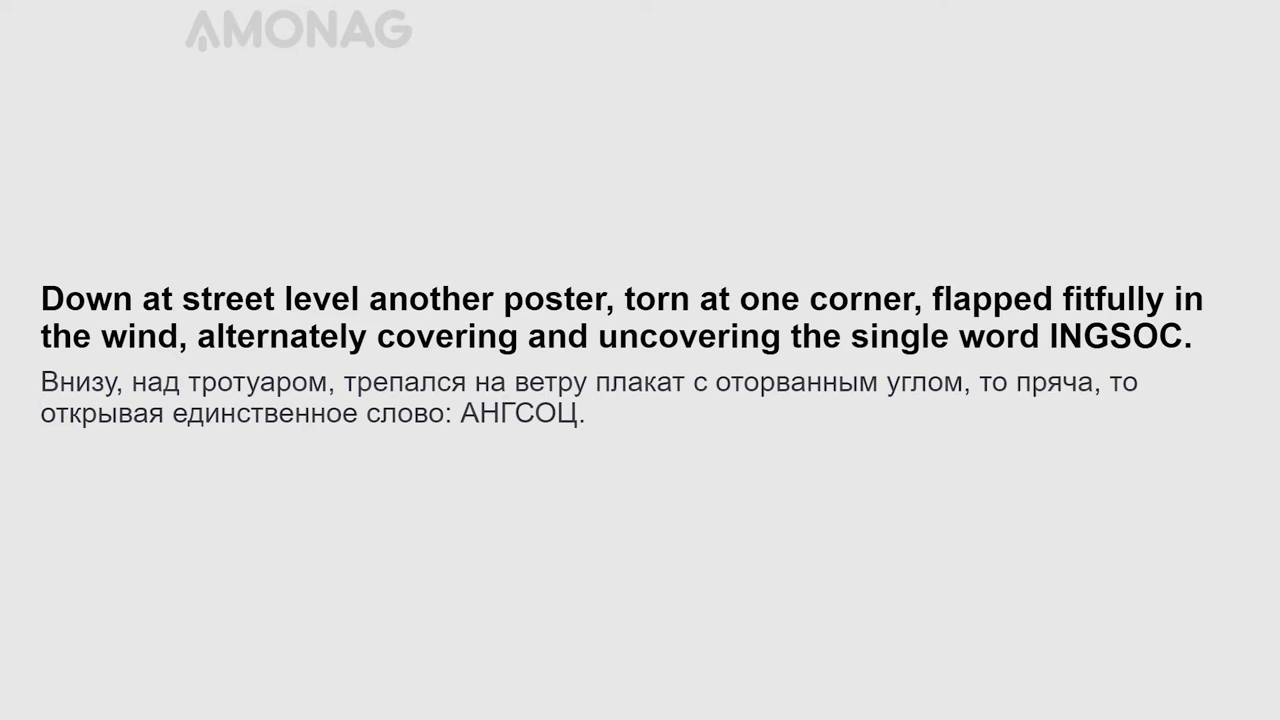 AMONAG
Down at street level another poster, torn at one corner, flapped fitfully in
the wind, alternately covering and uncovering the single word INGSOC.
Внизу, над тротуаром, трепался на ветру плакат с оторванным углом, то пряча, то
открывая единственное слово: АНГСОЦ.